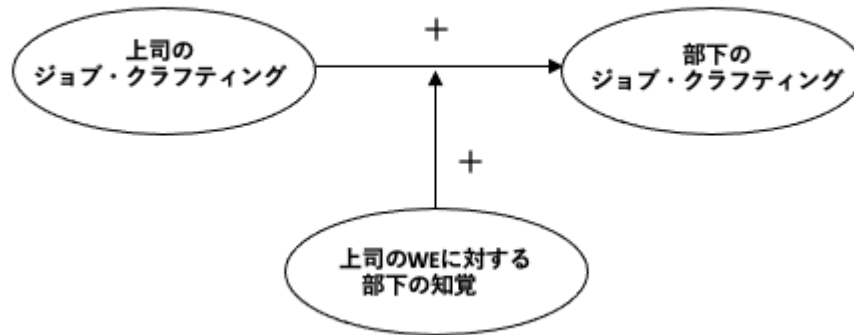 上司の
ジョブ・クラフティング
+
部下の
ジョブ・クラフティング
+
上司のWEに対する
部下の知覚